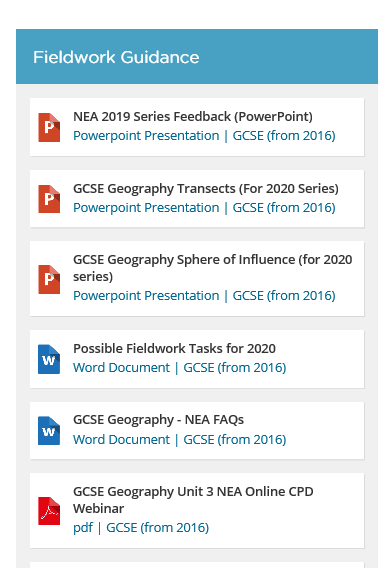 Fieldwork Guidance
NEA 2019 Series Feedback (PowerPoint)
Powerpoint Presentation | GCSE (from 2016)
GCSE Geography Transects (For 2020 Series)
Powerpoint Presentation | GCSE (from 2016)
GCSE Geography Sphere of Influence (for 2020
series)
Powerpoint Presentation | GCSE (from 2016)
Possible Fieldwork Tasks for 2020
Word Document | GCSE (from 2016)
GCSE Geography - NEA FAQs
Word Document | GCSE (from 2016)
GCSE Geography Unit 3 NEA Online CPD
Webinar
pdf | GCSE (from 2016)